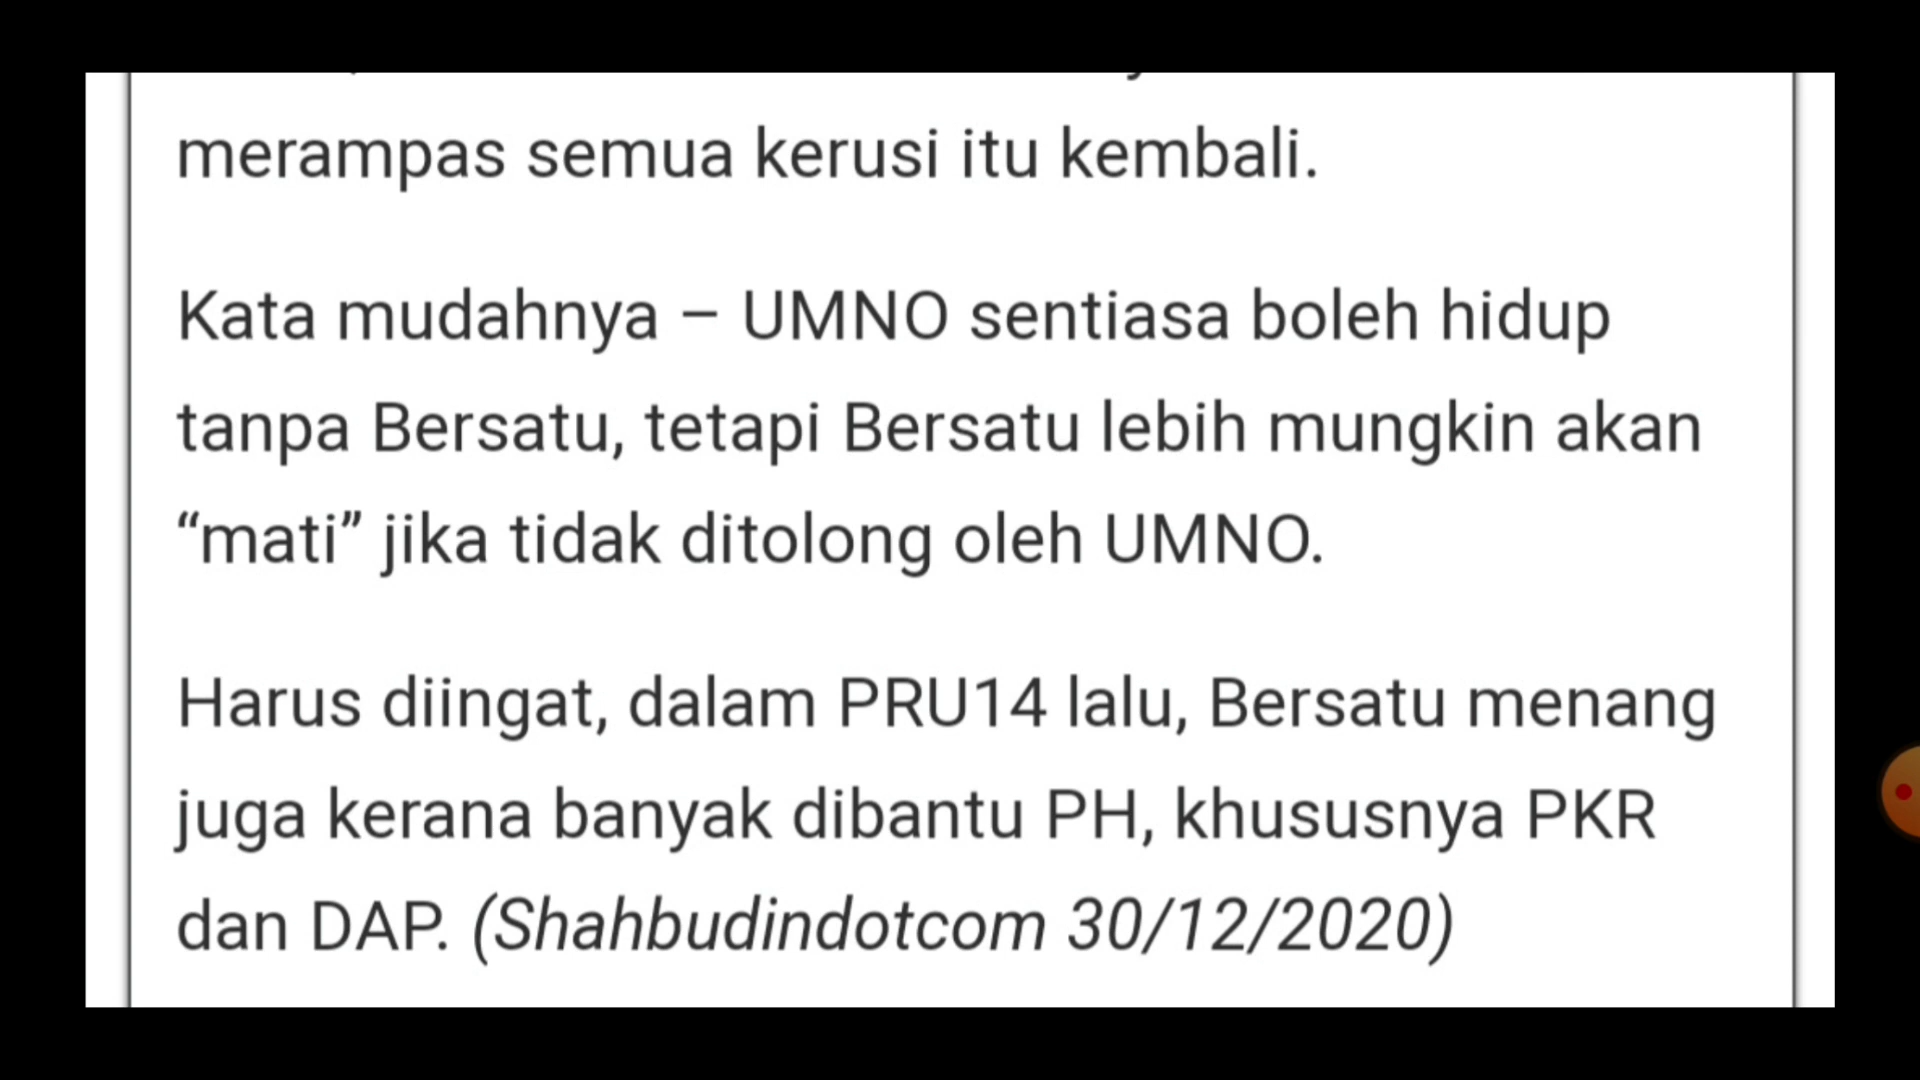 merampas semua kerusi itu kembali.
Kata mudahnya – UMNO sentiasa boleh hidup
tanpa Bersatu, tetapi Bersatu lebih mungkin akan
“mati” jika tidak ditolong oleh UMNO.
Harus diingat, dalam PRU14 lalu, Bersatu menang
juga kerana banyak dibantu PH, khususnya PKR
dan DAP. (Shahbudindotcom 30/12/2020)